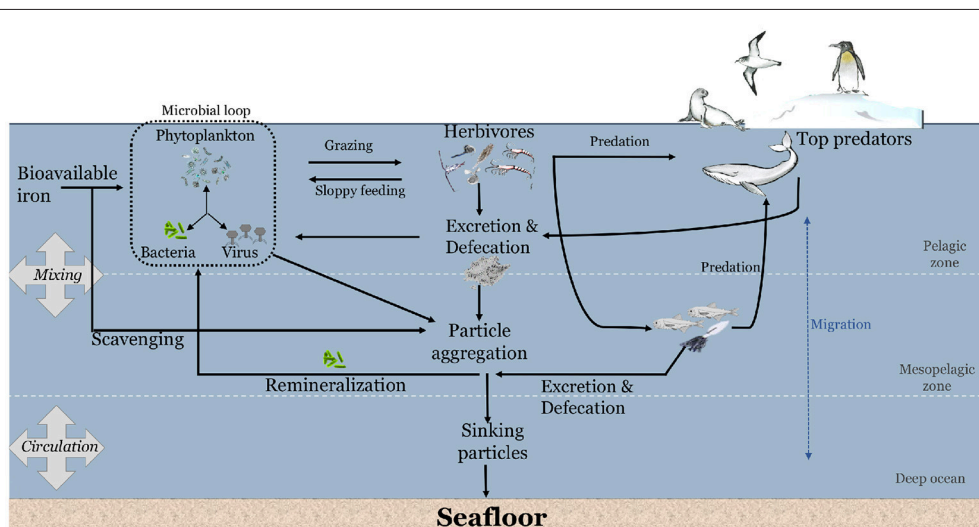 Microbial loop
Phytoplankton
Bacteria
Virus
Bioavailable
iron
Grazing
Sloppy feeding
Herbivores
Predation
Top predators
Excretion &
Defecation
Pelagic
zone
Mixing
Predation
Migration
Scavenging
Particle
aggregation
Remineralization
Excretion &
Defecation
Mesopelagic
zone
Circulation
Sinking
particles
Deep ocean
Seafloor